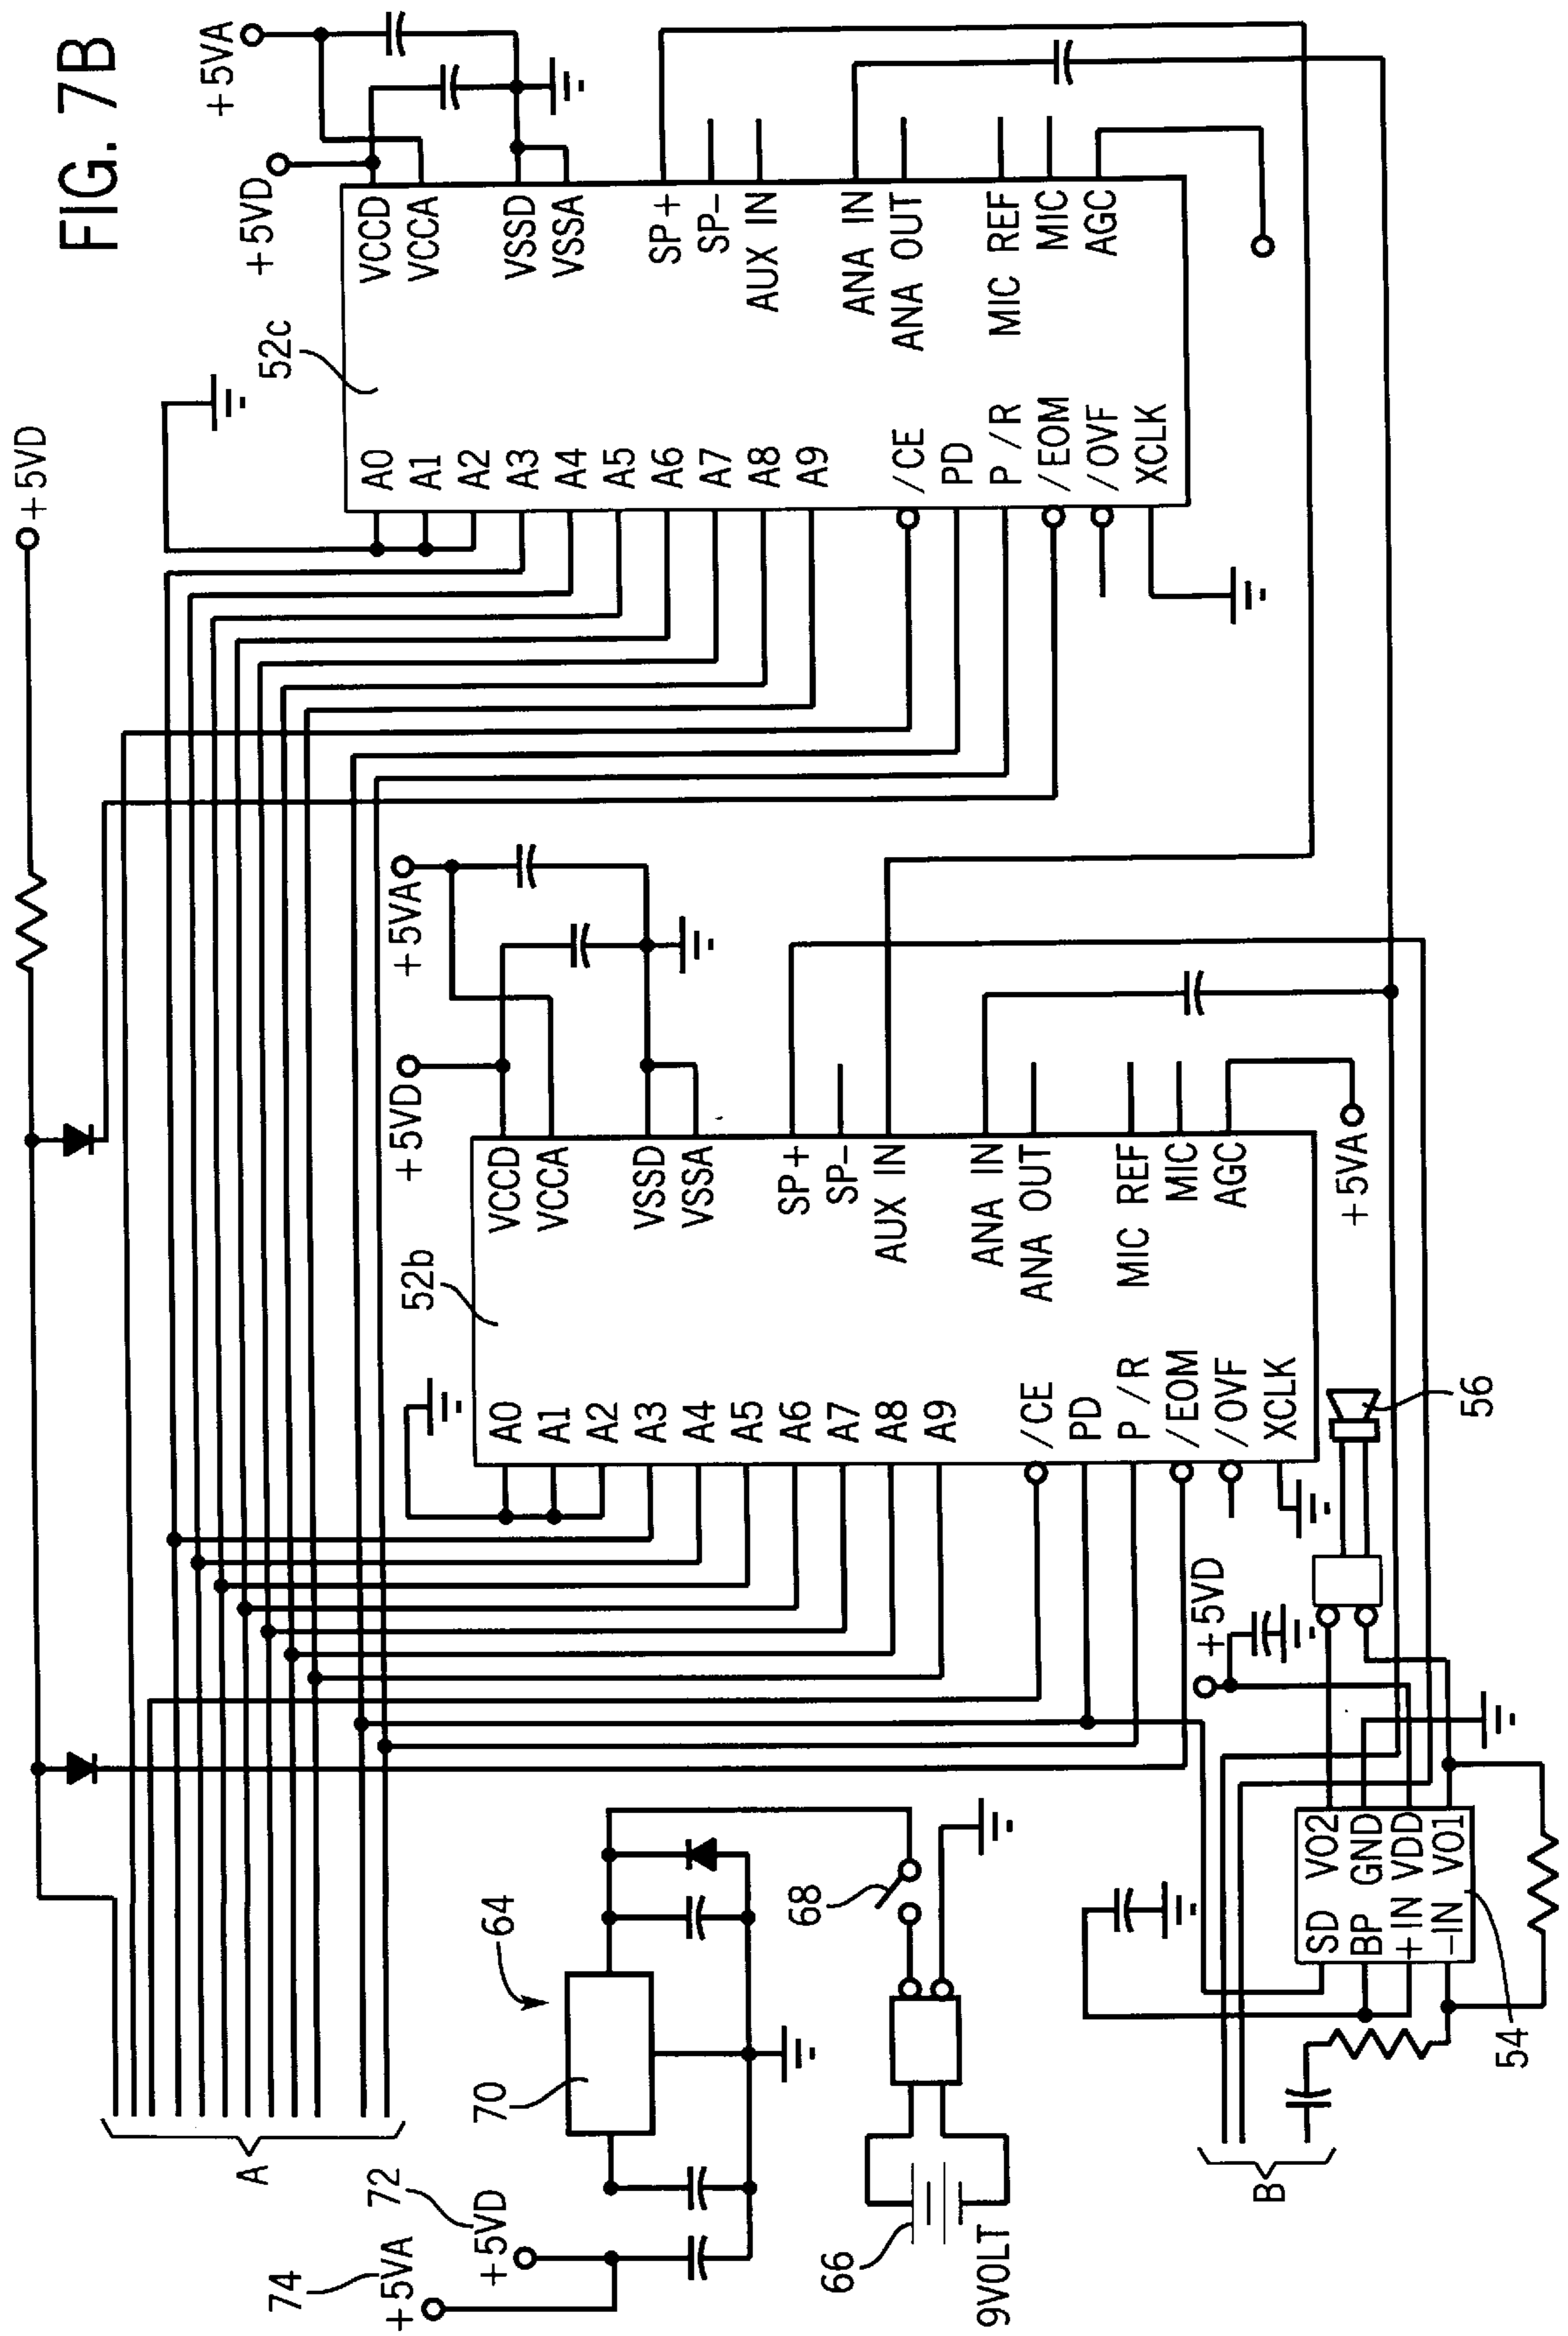 FIG. 7B
+5VD
+5VD
+5VA
52c
A0
A1
A2
A3
A4
A5
A6
A7
A8
A9
/CE
PD
P/R
/EOM
/OVF
XCLK
VCCD
VCCA
VSSD
VSSA
SP+
SP-
AUX IN
ANA IN
ANA OUT
MIC REF
MIC
AGC
+5VD
+5VA
52b
A0
A1
A2
A3
A4
A5
A6
A7
A8
A9
/CE
PD
P/R
/EOM
/OVF
XCLK
VCCD
VCCA
VSSD
VSSA
SP+
SP-
AUX IN
ANA IN
ANA OUT
MIC REF
MIC
AGC
+5VA
A
74
+5VA
72
+5VD
70
64
68
66
9VOLT
B
+5VD
56
SD VO2
BP GND
+IN VDD
-IN VO1
54